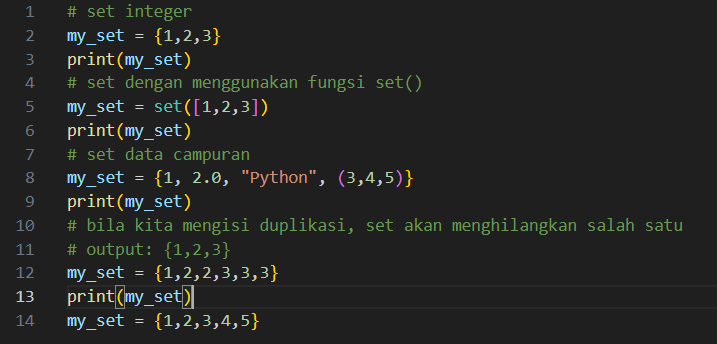 1 # set integer
2 my_set = {1,2,3}
3 print(my_set)
4 # set dengan menggunakan fungsi set()
5 my_set = set([1,2,3])
6 print(my_set)
7 # set data campuran
8 my_set = {1, 2.0, "Python", (3,4,5)}
9 print(my_set)
10 # bila kita mengisi duplikasi, set akan menghilangkan salah satu
11 # output: {1,2,3}
12 my_set = {1,2,2,3,3,3}
13 print(my_set)
14 my_set = {1,2,3,4,5}